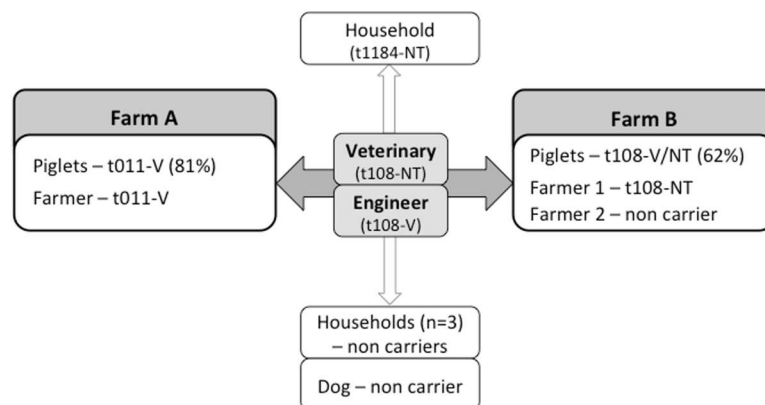 Household
(t1184-NT)
Farm A
Piglets – t011-V (81%)
Farmer – t011-V
Veterinary
(t108-NT)
Engineer
(t108-V)
Farm B
Piglets – t108-V/NT (62%)
Farmer 1 – t108-NT
Farmer 2 – non carrier
Households (n=3)
– non carriers
Dog – non carrier